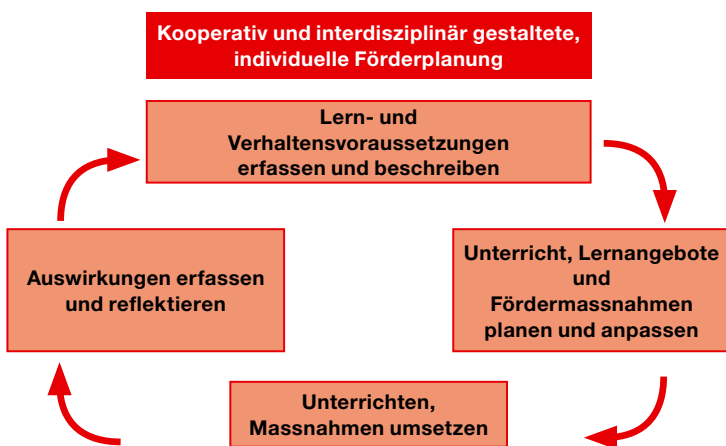 Kooperativ und interdisziplinär gestaltete,
individuelle Förderplanung
Lern- und
Verhaltensvoraussetzungen
erfassen und beschreiben
Unterricht, Lernangebote
und
Fördermassnahmen
planen und anpassen
Auswirkungen erfassen
und reflektieren
Unterrichten,
Massnahmen umsetzen